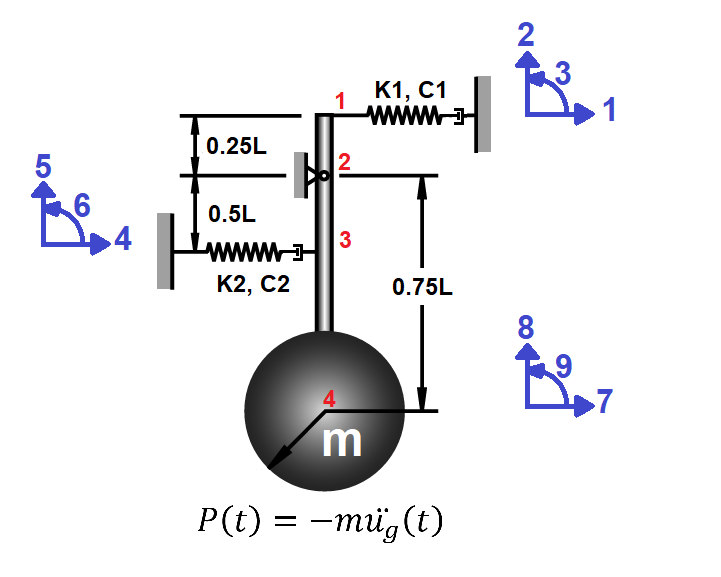 2
K1, C1
3
1
1
0.25L
5
2
6
0.5L
4
3
K2, C2
0.75L
8
9
4
7
m
P(t) = −mü_g(t)